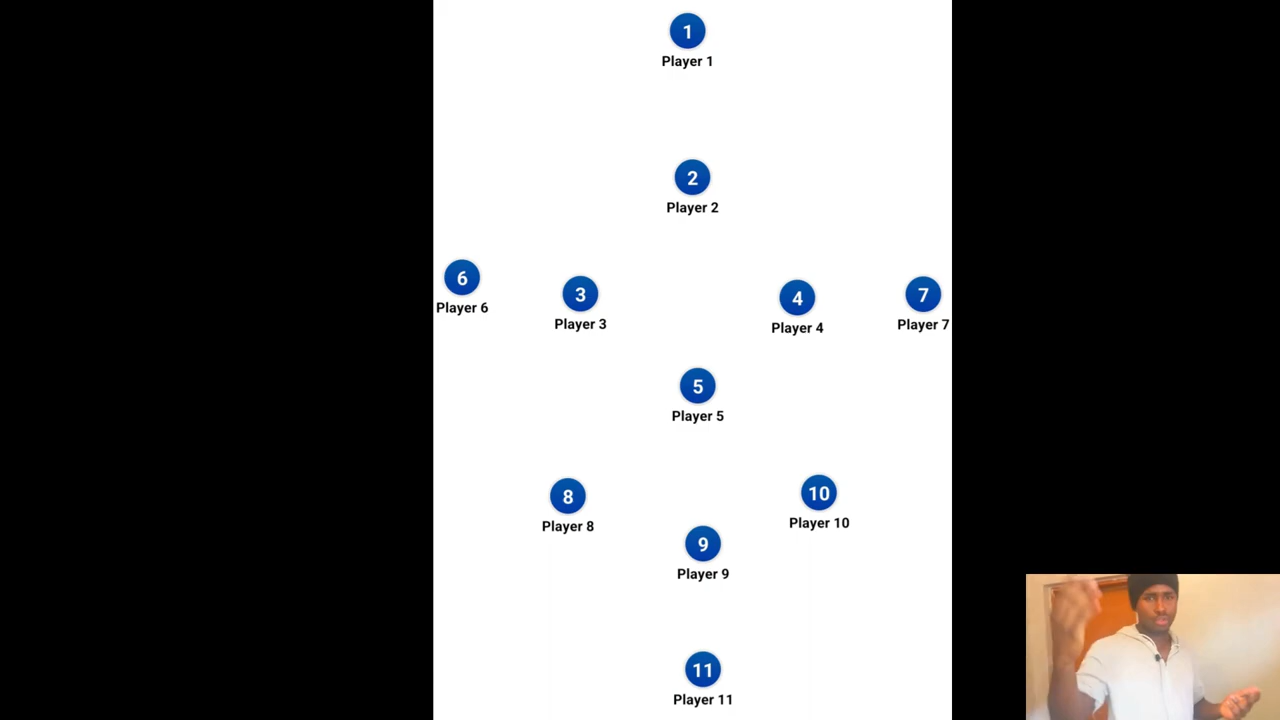 1
Player 1
2
Player 2
6
Player 6
3
Player 3
4
Player 4
7
Player 7
5
Player 5
8
Player 8
10
Player 10
9
Player 9
11
Player 11